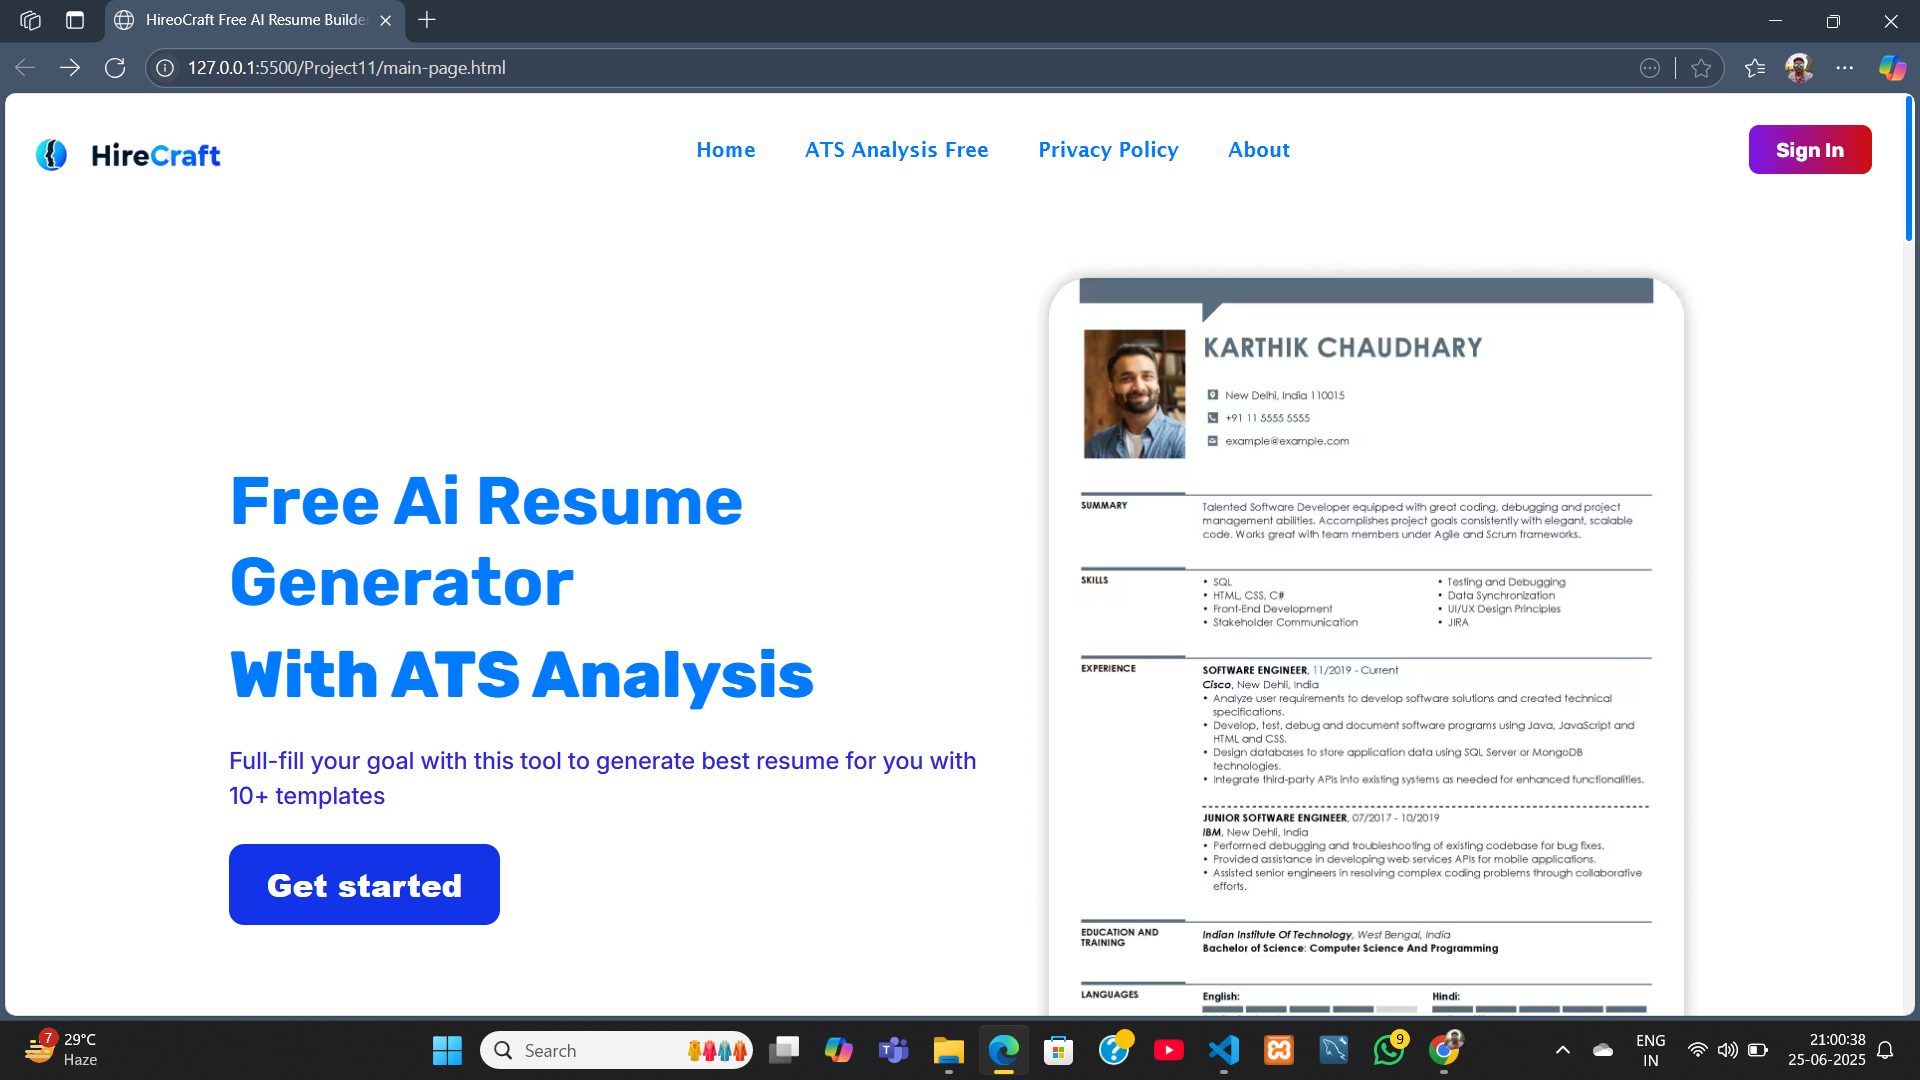 HireoCraft Free AI Resume Builde
127.0.0.1:5500/Project11/main-page.html
HireCraft
Home
ATS Analysis Free
Privacy Policy
About
Sign In
Free Ai Resume
Generator
With ATS Analysis
Full-fill your goal with this tool to generate best resume for you with
10+ templates
Get started
KARTHIK CHAUDHARY
New Delhi, India 110015
+91 11 5555 5555
example@example.com
SUMMARY
Talented Software Developer equipped with great coding, debugging and project
management abilities. Accomplishes project goals consistently with elegant, scalable
code. Works great with team members under Agile and Scrum frameworks.
SKILLS
• SQL
• HTML, CSS, C#
• Front-End Development
• Stakeholder Communication
• Testing and Debugging
• Data Synchronization
• UI/UX Design Principles
• JIRA
EXPERIENCE
SOFTWARE ENGINEER, 11/2019 - Current
Cisco, New Dehli, India
• Analyze user requirements to develop software solutions and created technical
specifications.
• Develop, test, debug and document software programs using Java, JavaScript and
HTML and CSS.
• Design databases to store application data using SQL Server or MongoDB
technologies.
• Integrate third-party APIs into existing systems as needed for enhanced functionalities.
JUNIOR SOFTWARE ENGINEER, 07/2017 - 10/2019
IBM, New Dehli, India
• Performed debugging and troubleshooting of existing codebase for bug fixes.
• Provided assistance in developing web services APIs for mobile applications.
• Assisted senior engineers in resolving complex coding problems through collaborative
efforts.
EDUCATION AND
TRAINING
Indian Institute Of Technology, West Bengal, India
Bachelor of Science: Computer Science And Programming
LANGUAGES
English:
Hindi:
7
29°C
Haze
Search
9
ENG
IN
21:00:38
25-06-2025